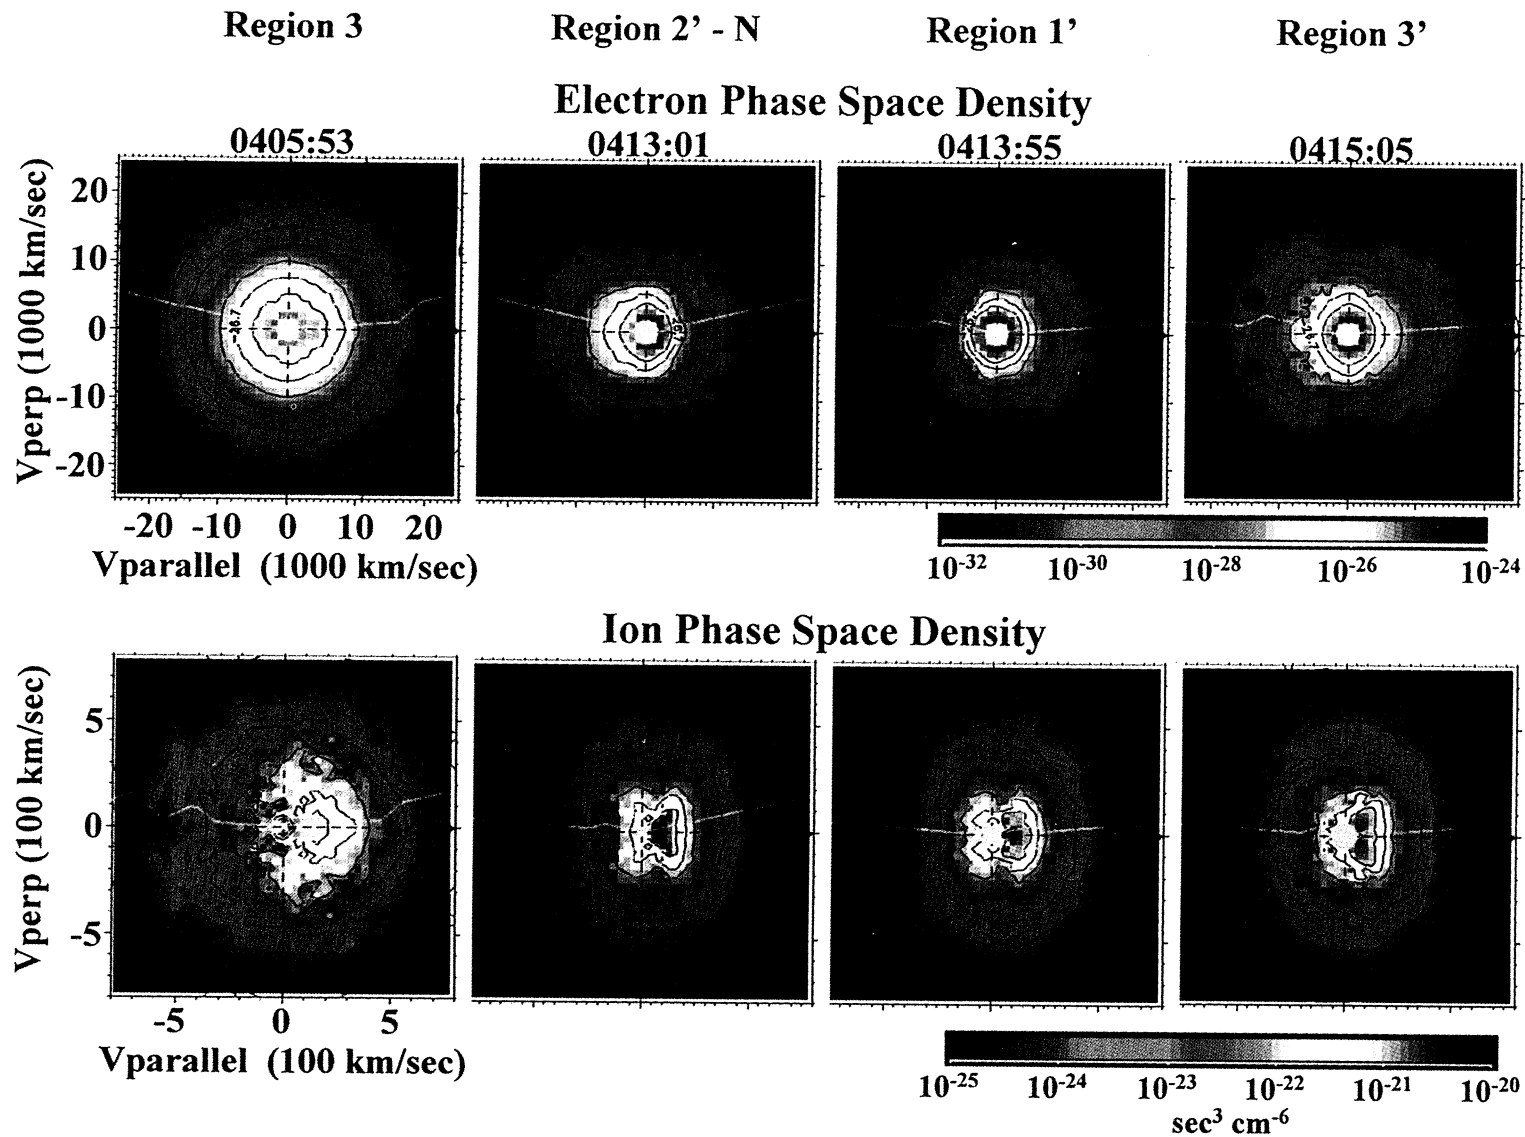 Region 3 Region 2’ - N Region 1’ Region 3’
Electron Phase Space Density
0405:53 0413:01 0413:55 0415:05
Vperp (1000 km/sec)
20
10
0
-10
-20
-26.7
-20 -10 0 10 20
Vparallel (1000 km/sec)
10-32 10-30 10-28 10-26 10-24
Ion Phase Space Density
Vperp (100 km/sec)
5
0
-5
-5 0 5
Vparallel (100 km/sec)
10-25 10-24 10-23 10-22 10-21 10-20
sec3 cm-6